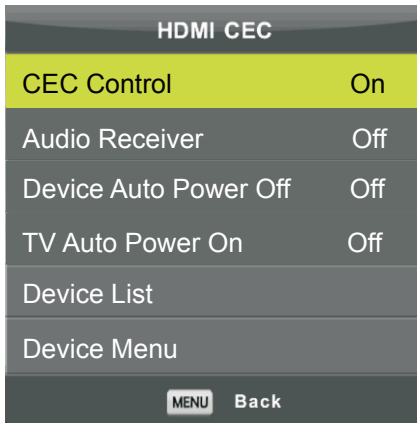 HDMI CEC
CEC Control On
Audio Receiver Off
Device Auto Power Off Off
TV Auto Power On Off
Device List
Device Menu
MENU Back